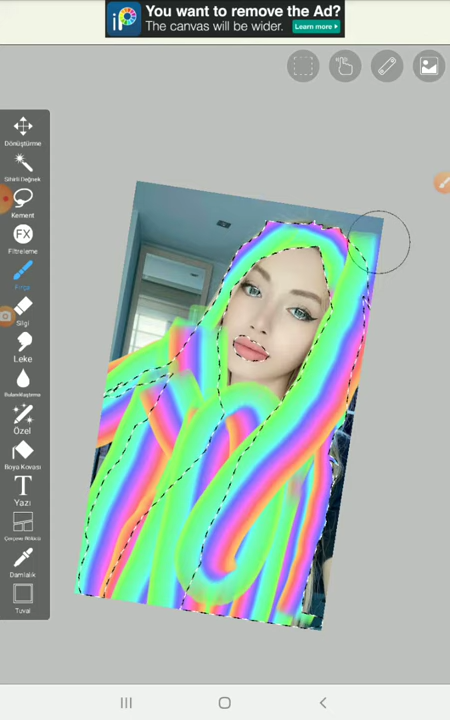 You want to remove the Ad?
The canvas will be wider.
Learn more
iP
Dönüştürme
Sihirli Değnek
Kement
FX
Filtreleme
Fırça
Silgi
Leke
Bulanıklaştırma
Özel
Boya Kovası
T
Yazı
Çerçeve Bölücü
Damlalık
Tuval